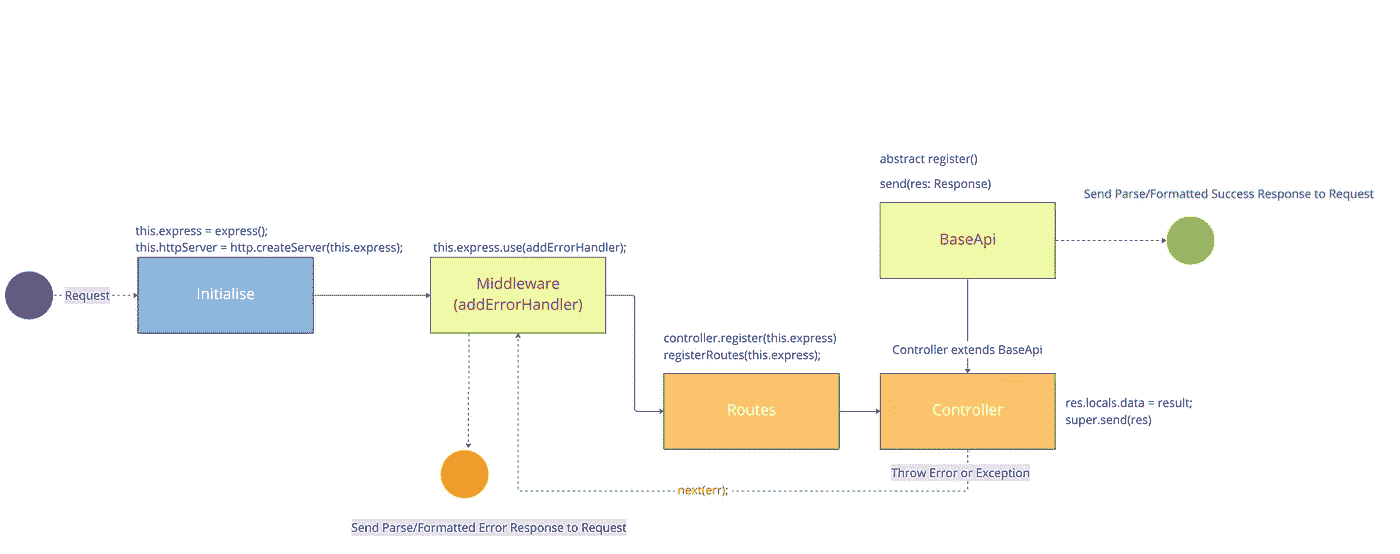 abstract register()
send(res: Response)
Send Parse/Formatted Success Response to Request
BaseApi
this.express = express();
this.httpServer = http.createServer(this.express);
this.express.use(addErrorHandler);
Request
Initialise
Middleware
(addErrorHandler)
controller.register(this.express)
registerRoutes(this.express);
Controller extends BaseApi
Routes
Controller
res.locals.data = result;
super.send(res)
Throw Error or Exception
next(err);
Send Parse/Formatted Error Response to Request